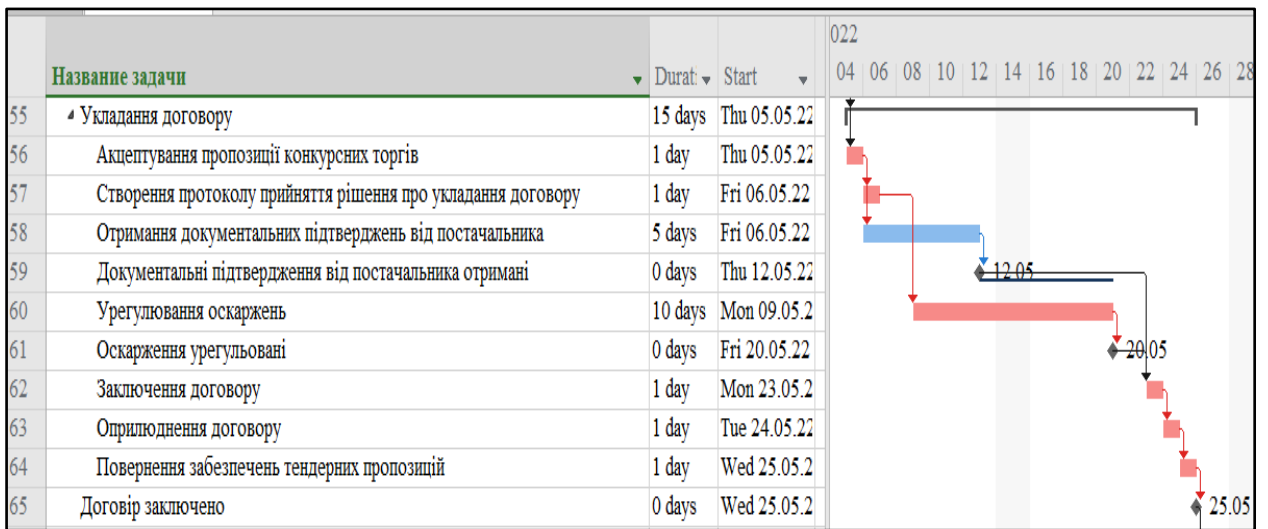 022
Название задачи Durati Start 04 06 08 10 12 14 16 18 20 22 24 26 28
55 Укладання договору 15 days Thu 05.05.22
56 Акцептування пропозиції конкурсних торгів 1 day Thu 05.05.22
57 Створення протоколу прийняття рішення про укладання договору 1 day Fri 06.05.22
58 Отримання документальних підтверджень від постачальника 5 days Fri 06.05.22
59 Документальні підтвердження від постачальника отримані 0 days Thu 12.05.22 12.05
60 Урегулювання оскаржень 10 days Mon 09.05.2
61 Оскарження урегульовані 0 days Fri 20.05.22 20.05
62 Заключення договору 1 day Mon 23.05.2
63 Оприлюднення договору 1 day Tue 24.05.22
64 Повернення забезпечень тендерних пропозицій 1 day Wed 25.05.2
65 Договір заключено 0 days Wed 25.05.2 25.05